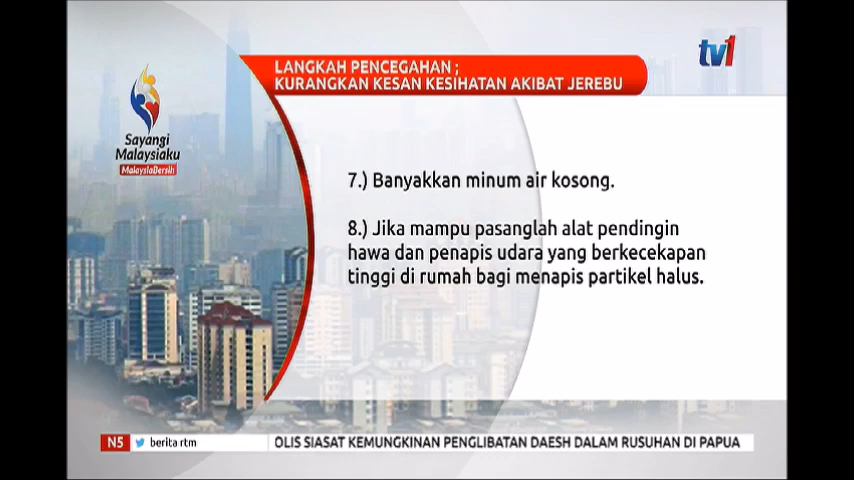 LANGKAH PENCEGAHAN ;
KURANGKAN KESAN KESIHATAN AKIBAT JEREBU
tv1
Sayangi
Malaysiaku
MalaysiaBersih
7.) Banyakkan minum air kosong.
8.) Jika mampu pasanglah alat pendingin
hawa dan penapis udara yang berkecekapan
tinggi di rumah bagi menapis partikel halus.
N5 berita rtm OLIS SIASAT KEMUNGKINAN PENGLIBATAN DAESH DALAM RUSUHAN DI PAPUA